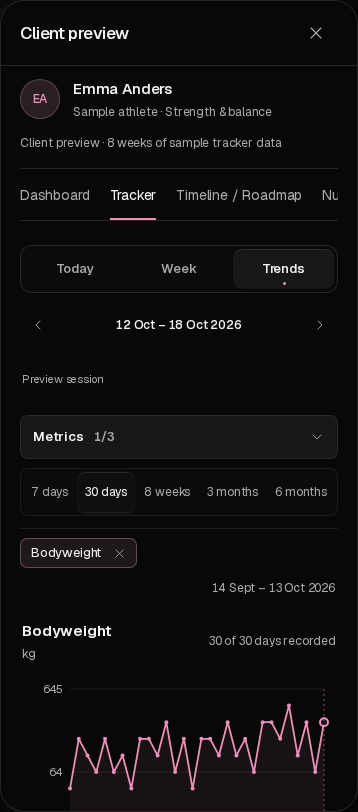 Client preview
EA
Emma Anders
Sample athlete · Strength & balance
Client preview · 8 weeks of sample tracker data
Dashboard Tracker Timeline / Roadmap Nu
Today Week Trends
12 Oct – 18 Oct 2026
Preview session
Metrics 1/3
7 days 30 days 8 weeks 3 months 6 months
Bodyweight
14 Sept – 13 Oct 2026
Bodyweight
kg
30 of 30 days recorded
645
64